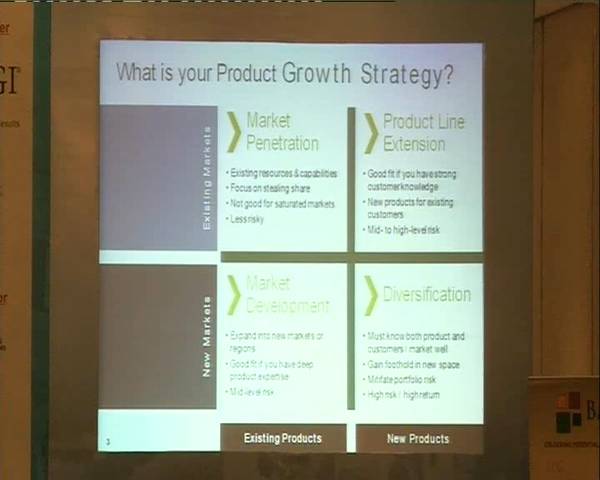 What is your Product Growth Strategy?
Existing Markets
Market
Penetration
• Existing resources & capabilities
• Focus on stealing share
• Not good for saturated markets
• Less risky
Product Line
Extension
• Good fit if you have strong
customer knowledge
• New products for existing
customers
• Mid- to high-level risk
New Markets
Market
Development
• Expand into new markets or
regions
• Good fit if you have deep
product expertise
• Mid-level risk
Diversification
• Must know both product and
customers / market well
• Gain foothold in new space
• Mitigate portfolio risk
• High risk / high return
3
Existing Products
New Products